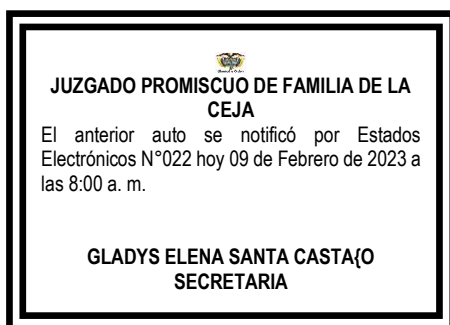 JUZGADO PROMISCUO DE FAMILIA DE LA
CEJA
El anterior auto se notificó por Estados
Electrónicos N°022 hoy 09 de Febrero de 2023 a
las 8:00 a. m.
GLADYS ELENA SANTA CASTA{O
SECRETARIA